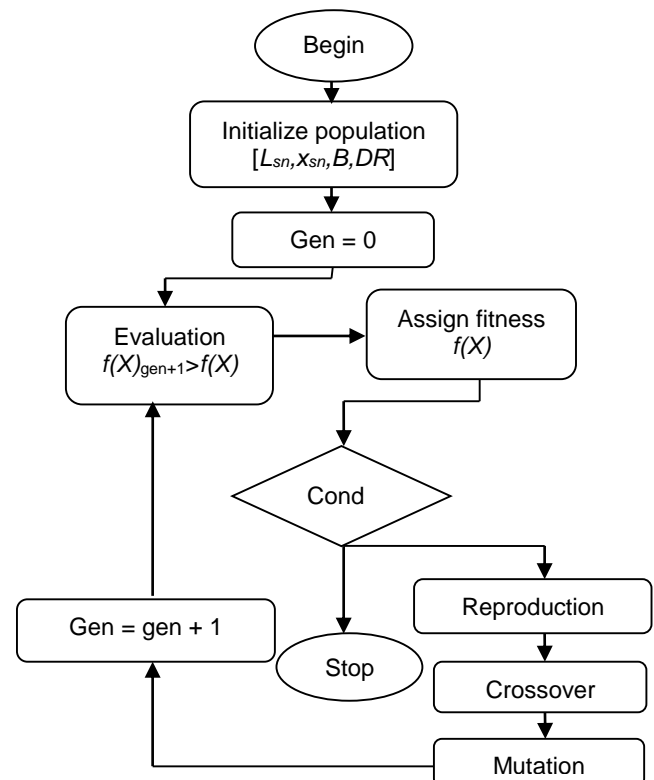 Begin
Initialize population
[Lsn,xsn,B,DR]
Gen = 0
Evaluation
f(X)gen+1>f(X)
Assign fitness
f(X)
Cond
Reproduction
Gen = gen + 1
Stop
Crossover
Mutation